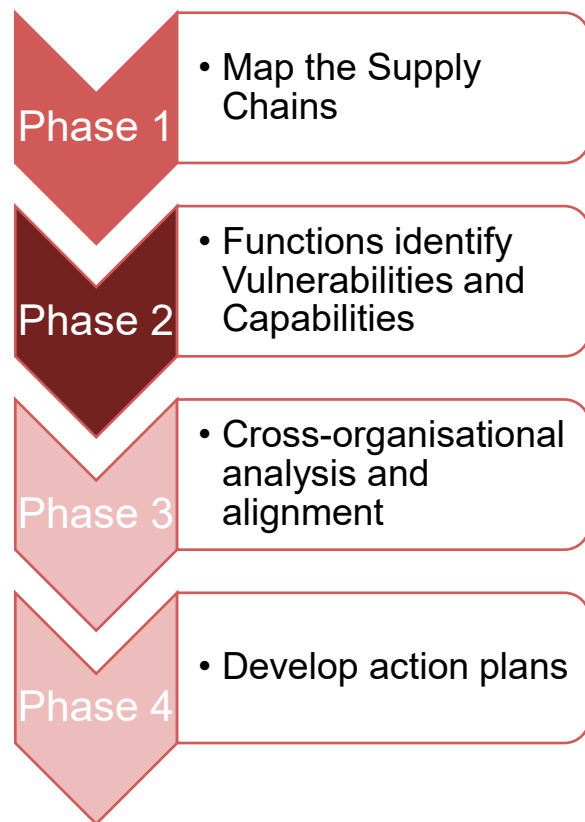 Phase 1
• Map the Supply
Chains
Phase 2
• Functions identify
Vulnerabilities and
Capabilities
Phase 3
• Cross-organisational
analysis and
alignment
Phase 4
• Develop action plans